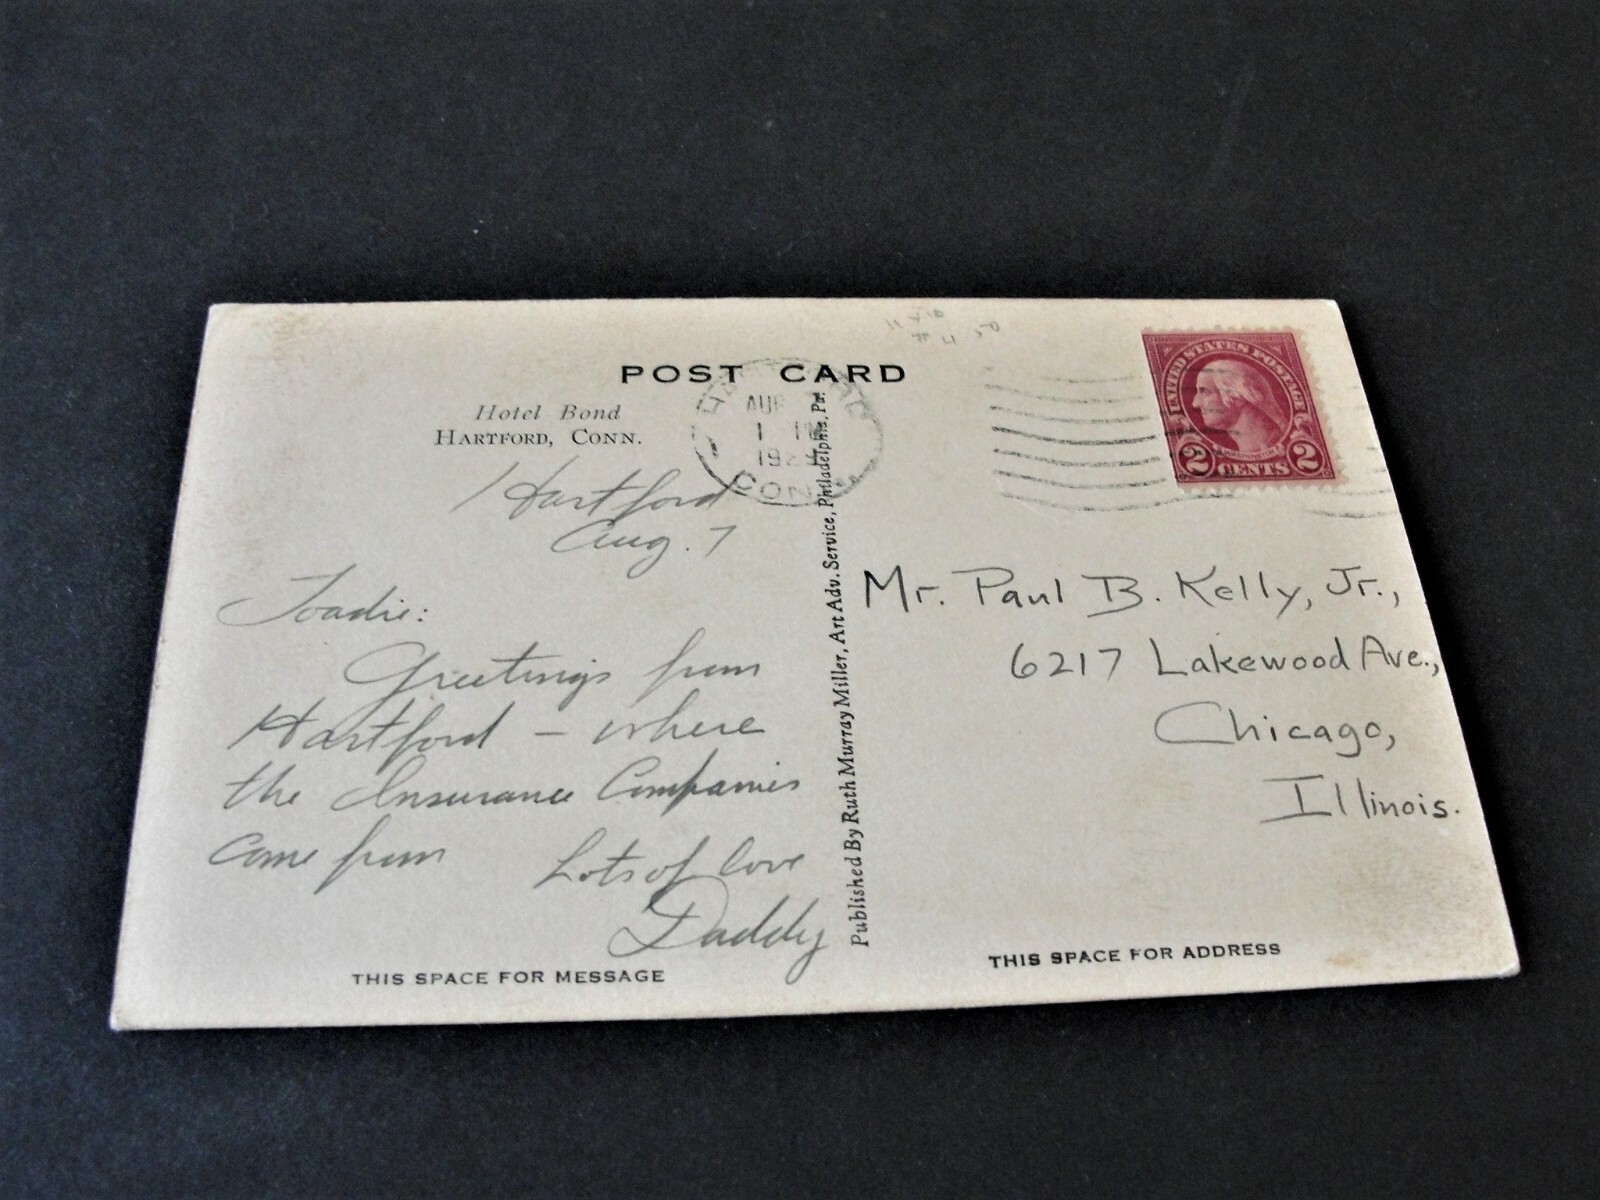 POST CARD
Hotel Bond
HARTFORD, CONN.
AUG
1
192
CONN
UNITED STATES POSTAGE
2 CENTS 2
Hartford
Aug. 7
Toadie:
Greetings from
Hartford – where
the Insurance Companies
come from
Lots of love
Daddy
THIS SPACE FOR MESSAGE
Published By Ruth Murray Miller, Art Adv. Service, Philadelphia, Pa.
Mr. Paul B. Kelly, Jr.,
6217 Lakewood Ave.,
Chicago,
Illinois.
THIS SPACE FOR ADDRESS